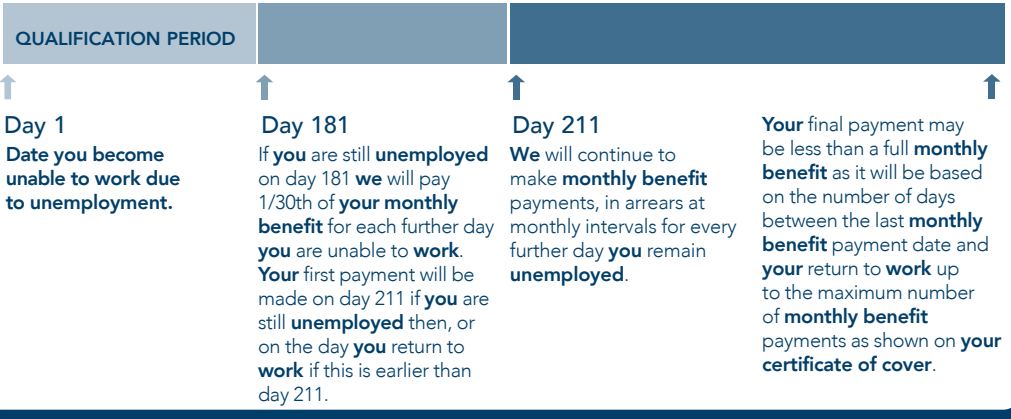 QUALIFICATION PERIOD
Day 1
Date you become
unable to work due
to unemployment.
Day 181
If you are still unemployed
on day 181 we will pay
1/30th of your monthly
benefit for each further day
you are unable to work.
Your first payment will be
made on day 211 if you are
still unemployed then, or
on the day you return to
work if this is earlier than
day 211.
Day 211
We will continue to
make monthly benefit
payments, in arrears at
monthly intervals for every
further day you remain
unemployed.
Your final payment may
be less than a full monthly
benefit as it will be based
on the number of days
between the last monthly
benefit payment date and
your return to work up
to the maximum number
of monthly benefit
payments as shown on your
certificate of cover.